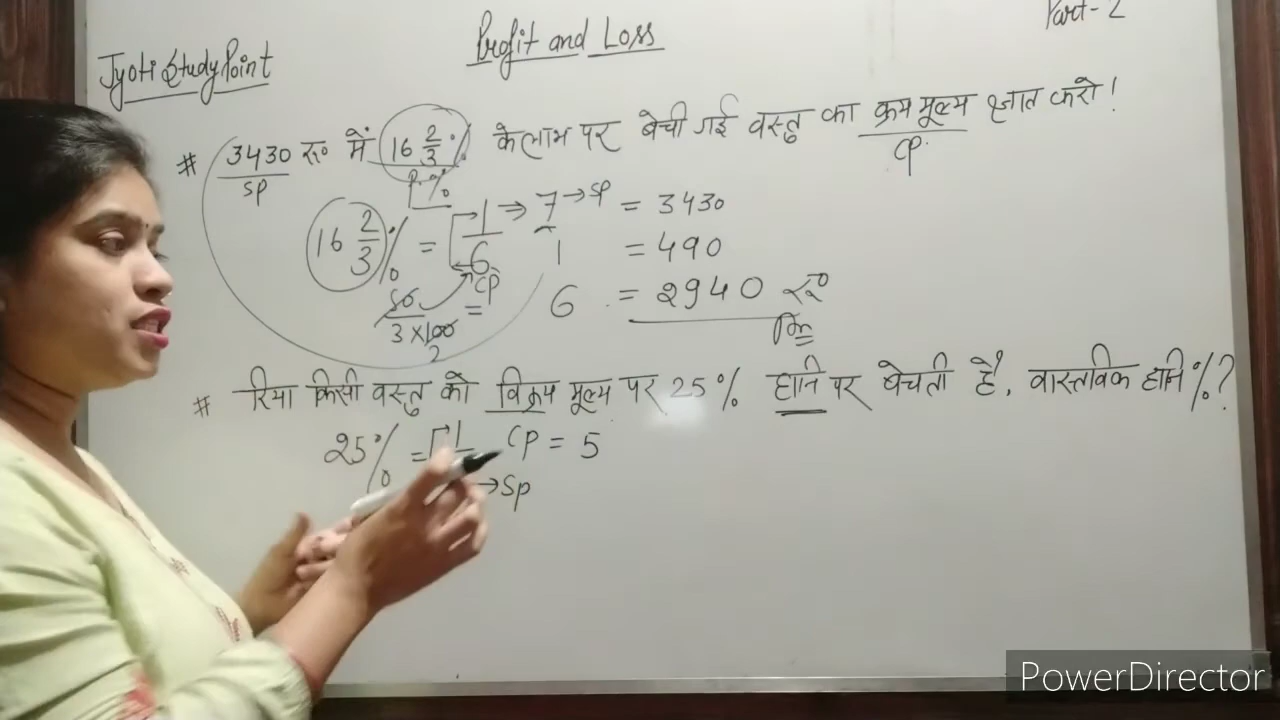 Part-2
Profit and Loss
Jyoti Study Point
# 3430 रु० में 16 2/3 % के लाभ पर बेची गई वस्तु का क्रय मूल्य ज्ञात करो!
SP P.% CP
16 2/3 % = 1/6 ⇒ 7 → SP = 3430
CP 1 = 490
50/3×100 = 6 = 2940 रु०
2
# रिया किसी वस्तु को विक्रय मूल्य पर 25% हानि पर बेचती है, वास्तविक हानि %?
25% = 1 CP = 5
→ SP
PowerDirector